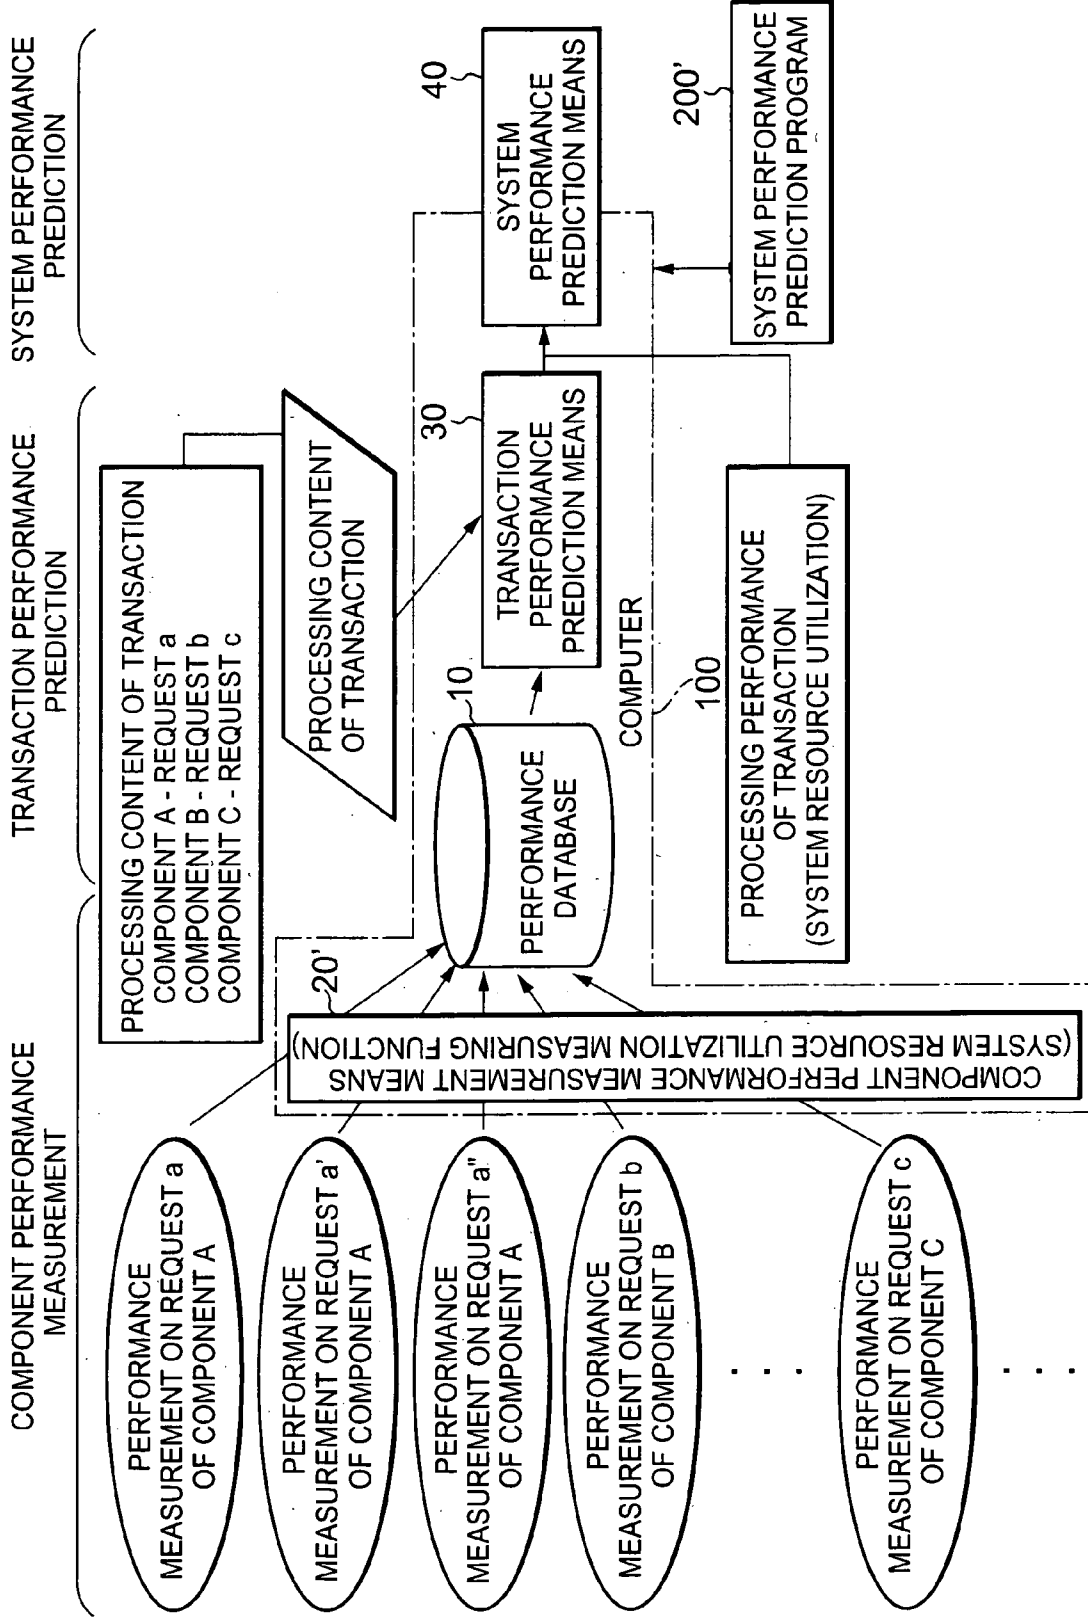 COMPONENT PERFORMANCE
MEASUREMENT
TRANSACTION PERFORMANCE
PREDICTION
SYSTEM PERFORMANCE
PREDICTION
PERFORMANCE
MEASUREMENT ON REQUEST a
OF COMPONENT A
PERFORMANCE
MEASUREMENT ON REQUEST a'
OF COMPONENT A
PERFORMANCE
MEASUREMENT ON REQUEST a"
OF COMPONENT A
PERFORMANCE
MEASUREMENT ON REQUEST b
OF COMPONENT B
. . .
PERFORMANCE
MEASUREMENT ON REQUEST c
OF COMPONENT C
. . .
20'
COMPONENT PERFORMANCE MEASUREMENT MEANS
(SYSTEM RESOURCE UTILIZATION MEASURING FUNCTION)
PROCESSING CONTENT OF TRANSACTION
COMPONENT A - REQUEST a
COMPONENT B - REQUEST b
COMPONENT C - REQUEST c
PROCESSING CONTENT
OF TRANSACTION
10
PERFORMANCE
DATABASE
30
TRANSACTION
PERFORMANCE
PREDICTION MEANS
40
SYSTEM
PERFORMANCE
PREDICTION MEANS
COMPUTER
100
PROCESSING PERFORMANCE
OF TRANSACTION
(SYSTEM RESOURCE UTILIZATION)
200'
SYSTEM PERFORMANCE
PREDICTION PROGRAM